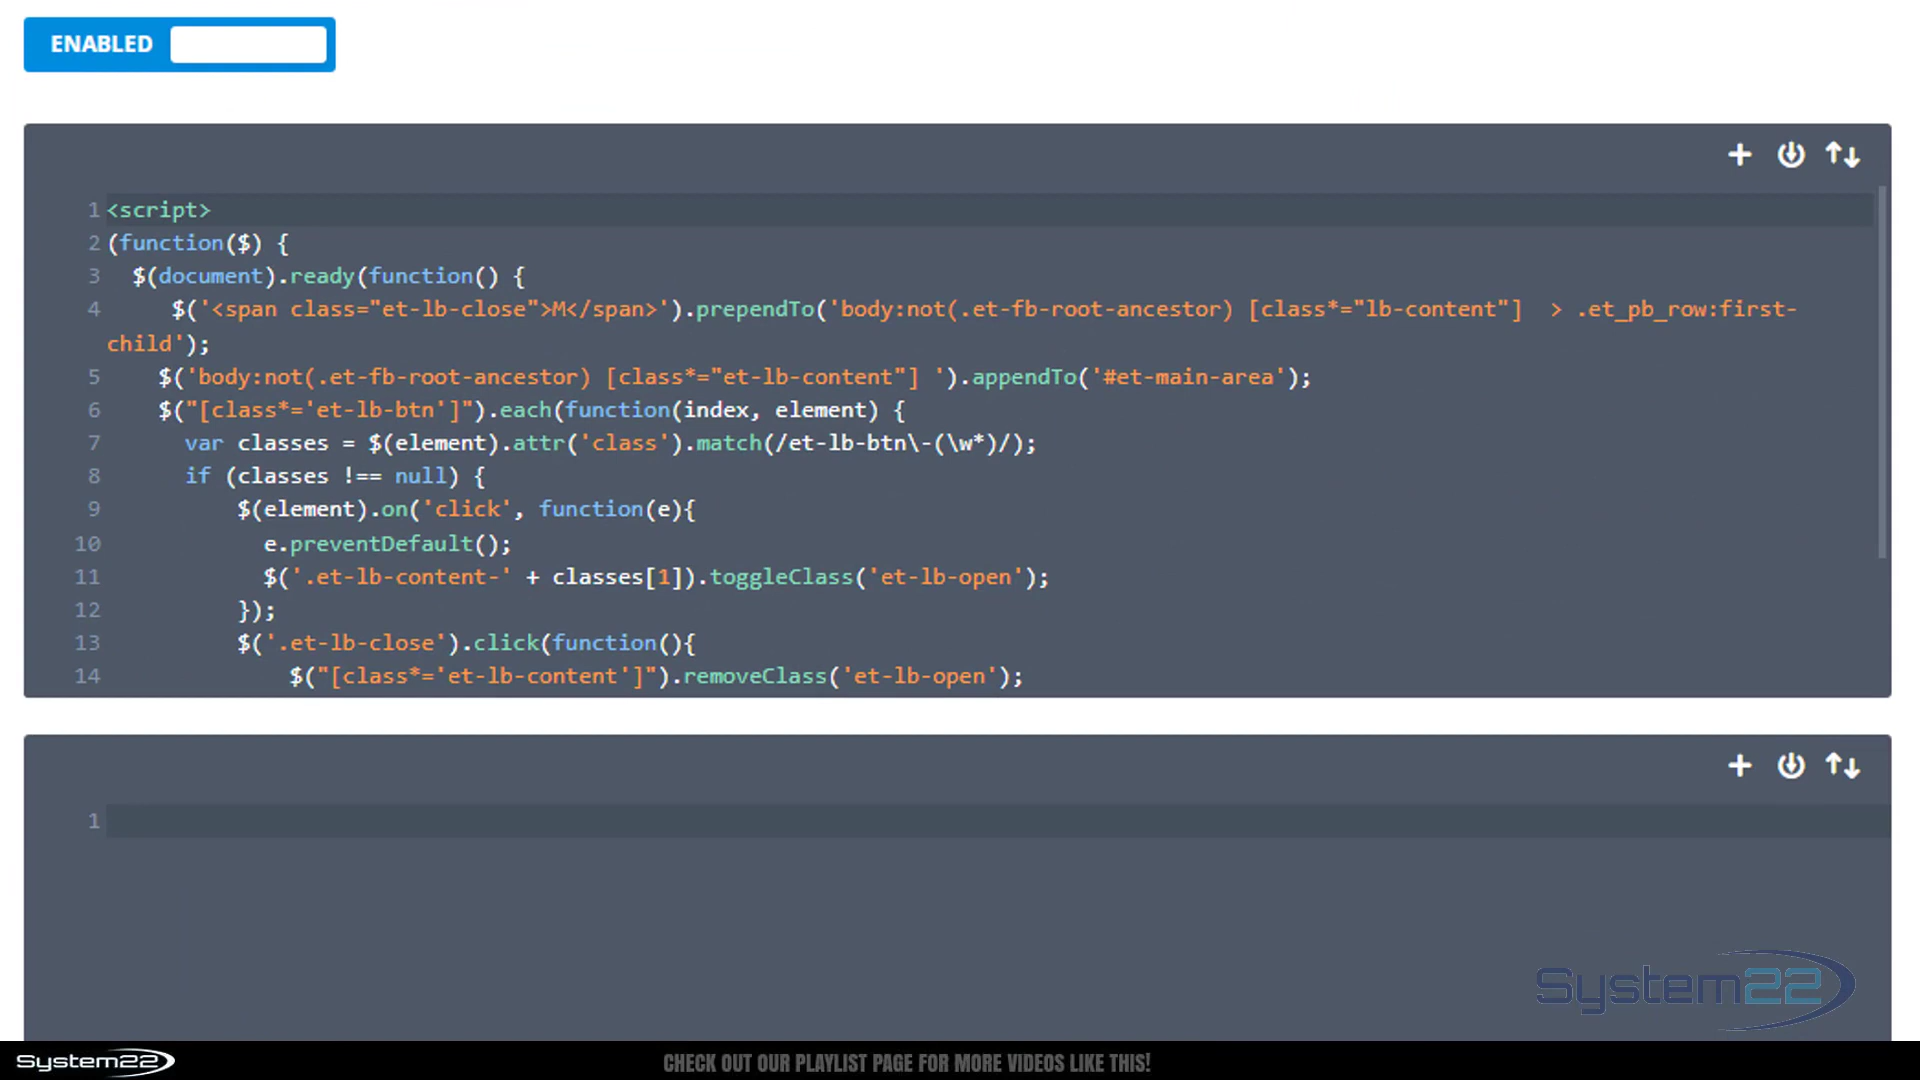 ENABLED
1 <script>
2 (function($) {
3 $(document).ready(function() {
4 $('<span class="et-lb-close">M</span>').prependTo('body:not(.et-fb-root-ancestor) [class*="lb-content"]  > .et_pb_row:first-
child');
5 $('body:not(.et-fb-root-ancestor) [class*="et-lb-content"] ').appendTo('#et-main-area');
6 $("[class*='et-lb-btn']").each(function(index, element) {
7 var classes = $(element).attr('class').match(/et-lb-btn\-(\w*)/);
8 if (classes !== null) {
9 $(element).on('click', function(e){
10 e.preventDefault();
11 $('.et-lb-content-' + classes[1]).toggleClass('et-lb-open');
12 });
13 $('.et-lb-close').click(function(){
14 $("[class*='et-lb-content']").removeClass('et-lb-open');
1
System22
System22
CHECK OUT OUR PLAYLIST PAGE FOR MORE VIDEOS LIKE THIS!